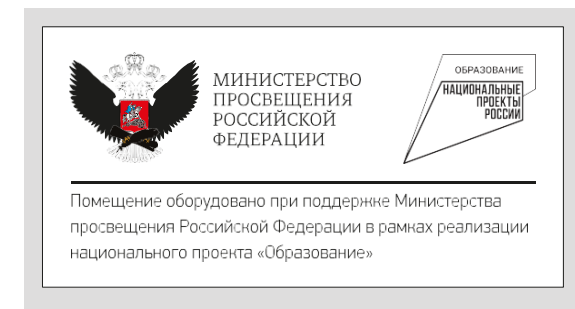 МИНИСТЕРСТВО
ПРОСВЕЩЕНИЯ
РОССИЙСКОЙ
ФЕДЕРАЦИИ
ОБРАЗОВАНИЕ
НАЦИОНАЛЬНЫЕ
ПРОЕКТЫ
РОССИИ
Помещение оборудовано при поддержке Министерства
просвещения Российской Федерации в рамках реализации
национального проекта «Образование»